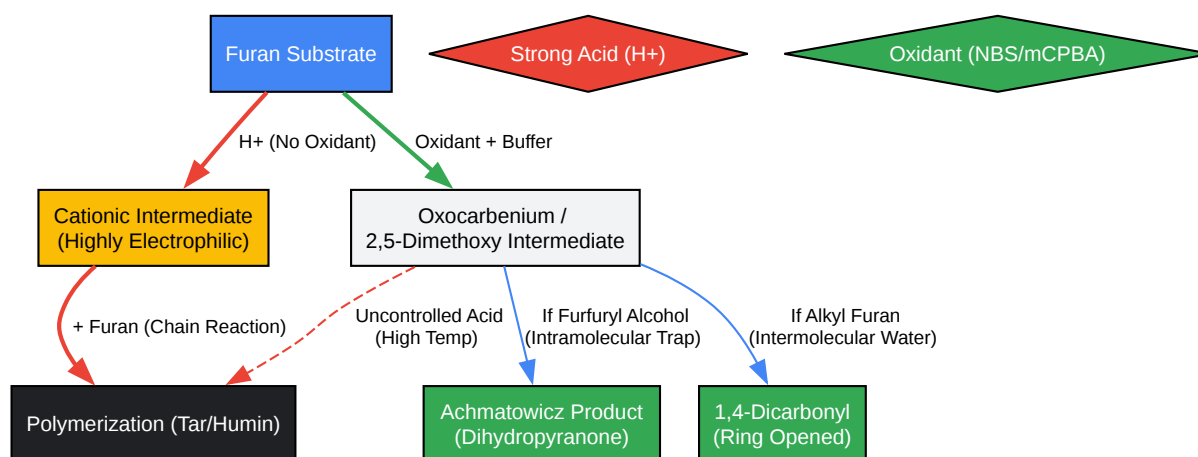 Furan Substrate
Strong Acid (H+)
Oxidant (NBS/mCPBA)
H+ (No Oxidant)
Oxidant + Buffer
Cationic Intermediate
(Highly Electrophilic)
Oxocarbenium /
2,5-Dimethoxy Intermediate
+ Furan (Chain Reaction)
Uncontrolled Acid
(High Temp)
If Furfuryl Alcohol
(Intramolecular Trap)
If Alkyl Furan
(Intermolecular Water)
Polymerization (Tar/Humin)
Achmatowicz Product
(Dihydropyranone)
1,4-Dicarbonyl
(Ring Opened)